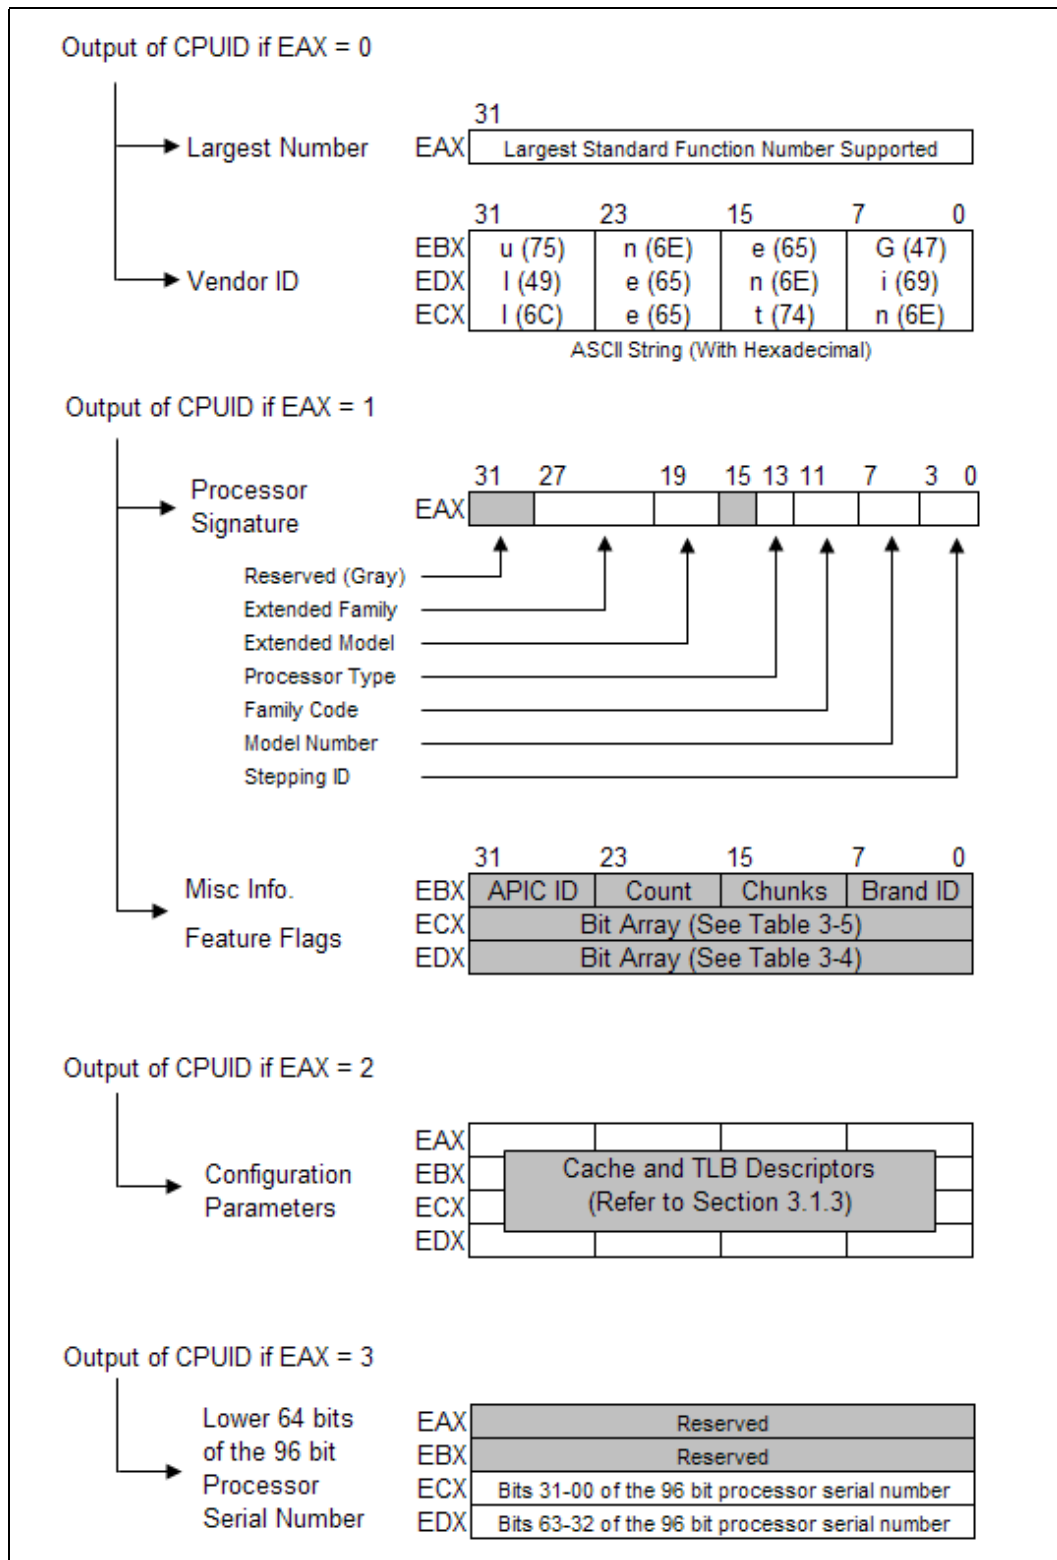 Output of CPUID if EAX = 0
31
Largest Number EAX Largest Standard Function Number Supported
31 23 15 7 0
EBX u (75) n (6E) e (65) G (47)
Vendor ID EDX I (49) e (65) n (6E) i (69)
ECX l (6C) e (65) t (74) n (6E)
ASCII String (With Hexadecimal)
Output of CPUID if EAX = 1
31 27 19 15 13 11 7 3 0
Processor
Signature
EAX
Reserved (Gray)
Extended Family
Extended Model
Processor Type
Family Code
Model Number
Stepping ID
31 23 15 7 0
Misc Info. EBX APIC ID Count Chunks Brand ID
ECX Bit Array (See Table 3-5)
Feature Flags
EDX Bit Array (See Table 3-4)
Output of CPUID if EAX = 2
Configuration
Parameters
EAX
EBX
ECX
EDX
Cache and TLB Descriptors
(Refer to Section 3.1.3)
Output of CPUID if EAX = 3
Lower 64 bits
of the 96 bit
Processor
Serial Number
EAX Reserved
EBX Reserved
ECX Bits 31-00 of the 96 bit processor serial number
EDX Bits 63-32 of the 96 bit processor serial number